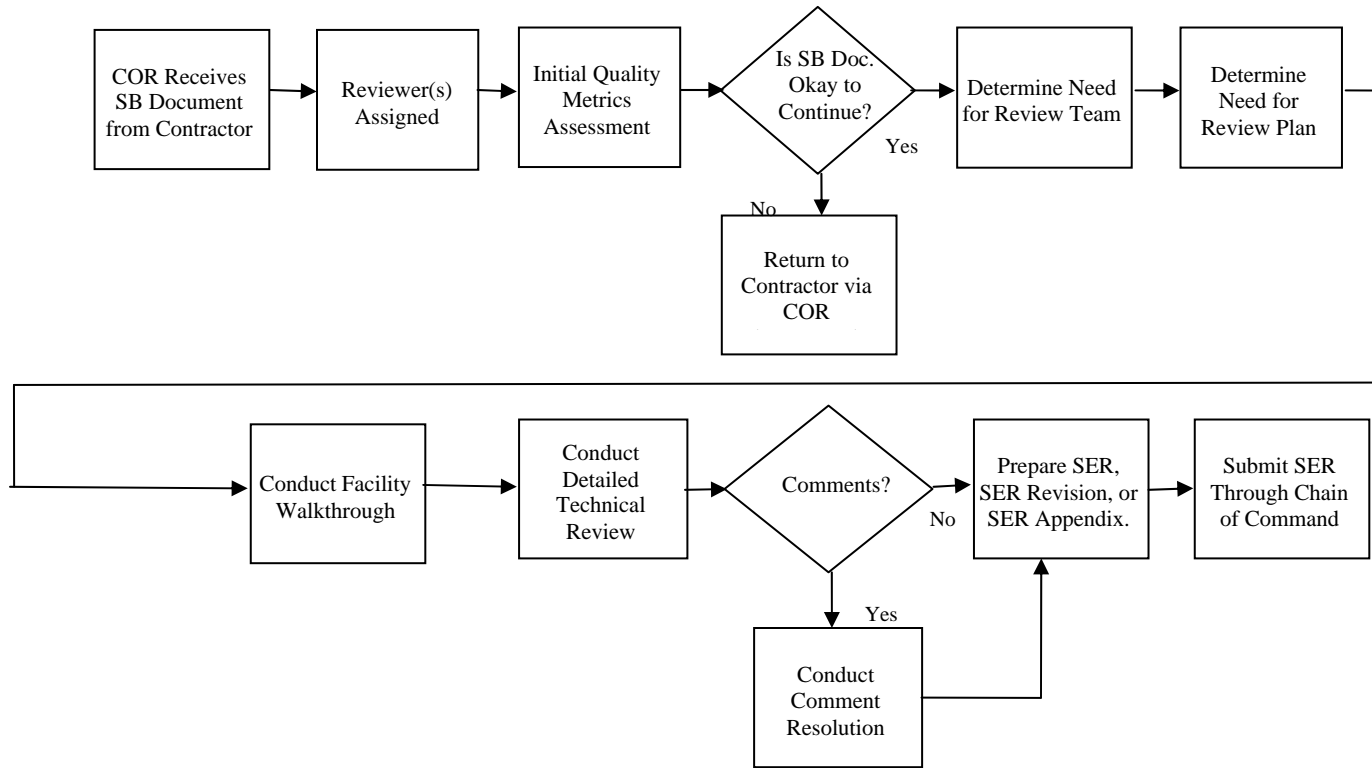 COR Receives
SB Document
from Contractor
Reviewer(s)
Assigned
Initial Quality
Metrics
Assessment
Is SB Doc.
Okay to
Continue?
Yes
No
Determine Need
for Review Team
Determine
Need for
Review Plan
Return to
Contractor via
COR
Conduct Facility
Walkthrough
Conduct
Detailed
Technical
Review
Comments?
No
Yes
Prepare SER,
SER Revision, or
SER Appendix.
Submit SER
Through Chain
of Command
Conduct
Comment
Resolution